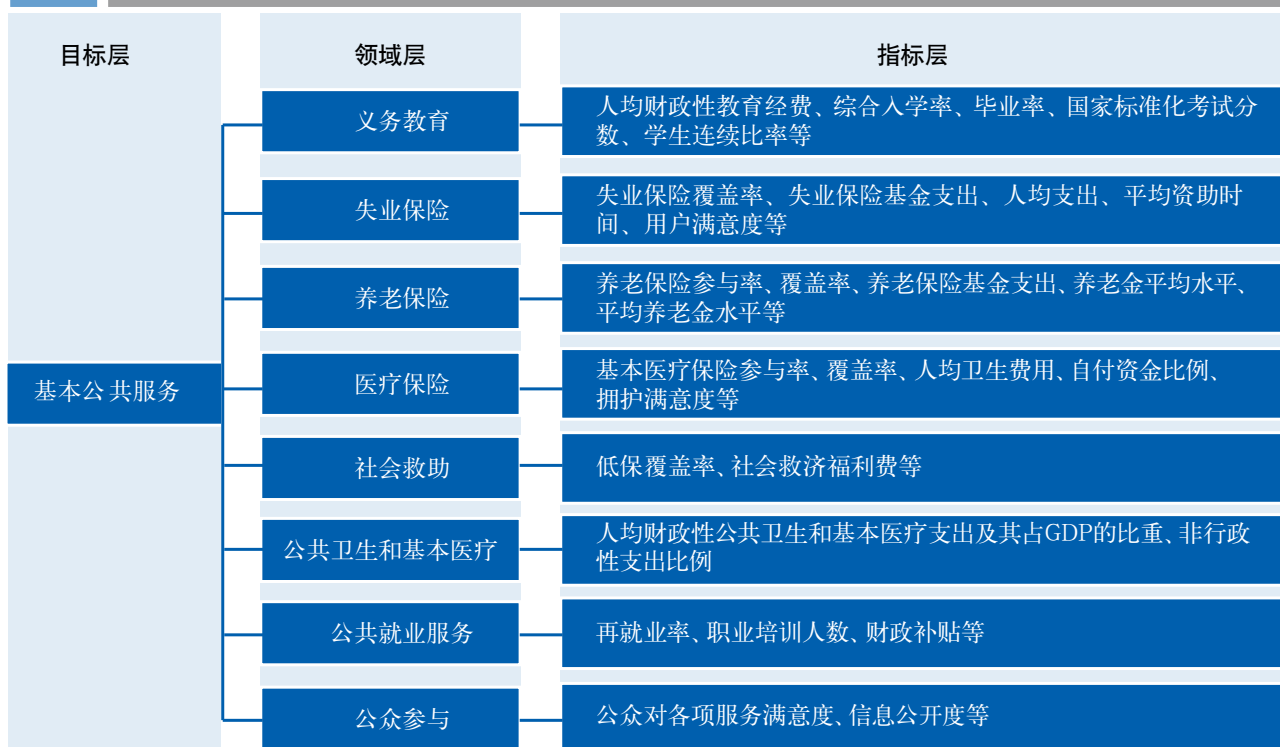 目标层
领域层
指标层
基本公共服务
义务教育
人均财政性教育经费、综合入学率、毕业率、国家标准化考试分
数、学生连续比率等
失业保险
失业保险覆盖率、失业保险基金支出、人均支出、平均资助时
间、用户满意度等
养老保险
养老保险参与率、覆盖率、养老保险基金支出、养老金平均水平、
平均养老金水平等
医疗保险
基本医疗保险参与率、覆盖率、人均卫生费用、自付资金比例、
拥护满意度等
社会救助
低保覆盖率、社会救济福利费等
公共卫生和基本医疗
人均财政性公共卫生和基本医疗支出及其占GDP的比重、非行政
性支出比例
公共就业服务
再就业率、职业培训人数、财政补贴等
公众参与
公众对各项服务满意度、信息公开度等